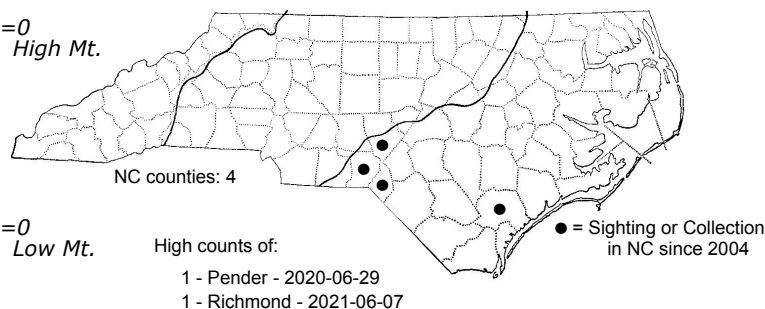 =0
High Mt.
NC counties: 4
=0
Low Mt.
High counts of:
1 - Pender - 2020-06-29
1 - Richmond - 2021-06-07
● = Sighting or Collection
in NC since 2004